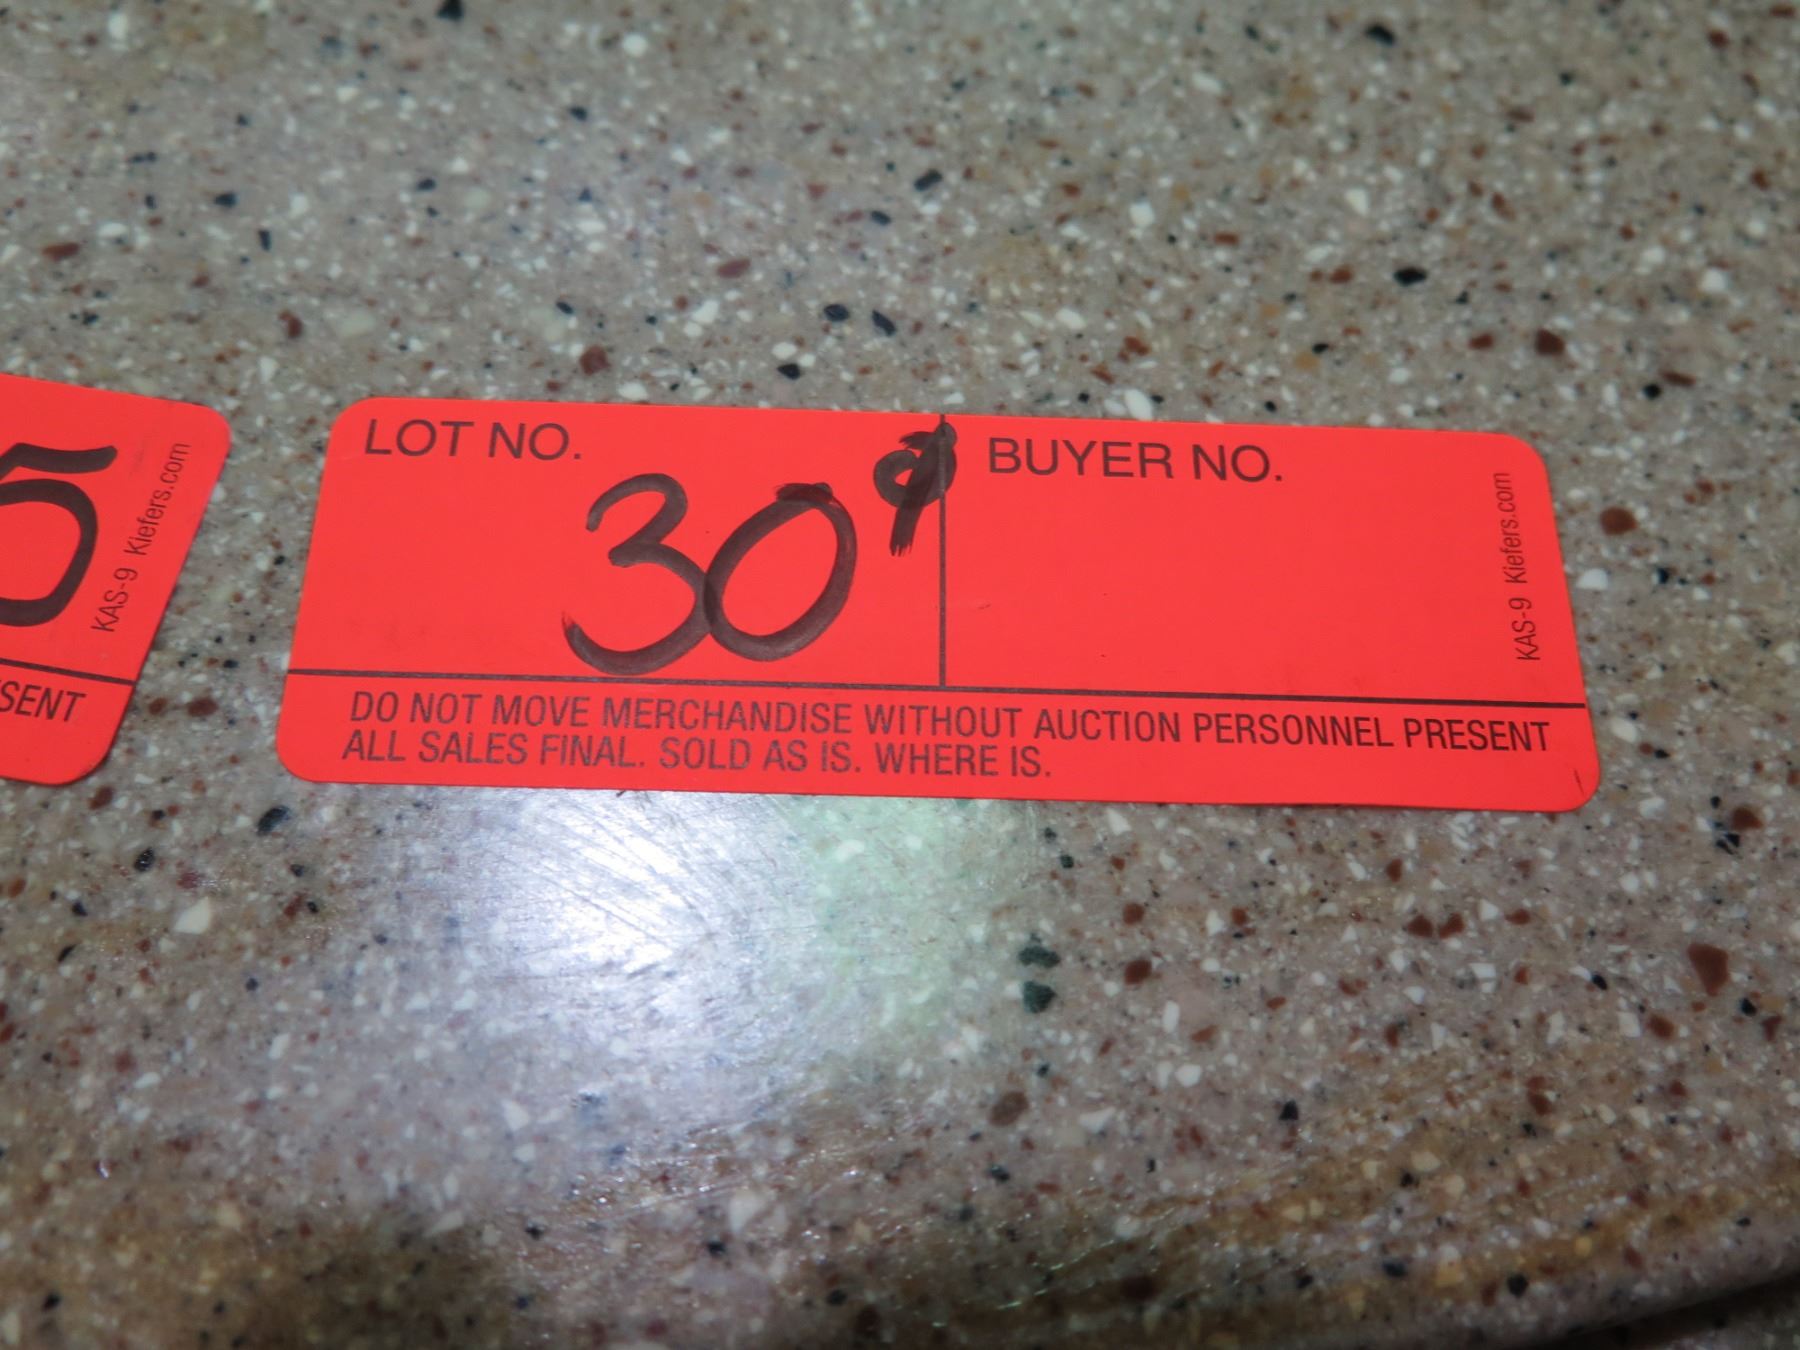 5
KAS-9 Kiefers.com
SENT
LOT NO.
309
BUYER NO.
KAS-9 Kiefers.com
DO NOT MOVE MERCHANDISE WITHOUT AUCTION PERSONNEL PRESENT
ALL SALES FINAL. SOLD AS IS. WHERE IS.